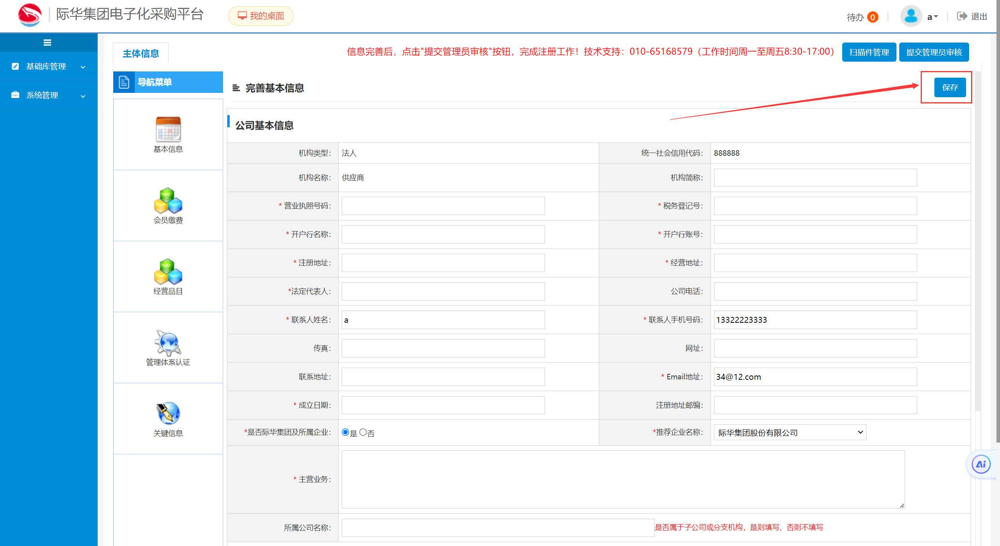 际华集团电子化采购平台
我的桌面
待办 0
a
退出
基础库管理
系统管理
主体信息
信息完善后，点击"提交管理员审核"按钮，完成注册工作！技术支持：010-65168579（工作时间周一至周五8:30-17:00）
扫描件管理
提交管理员审核
导航菜单
基本信息
会员缴费
经营品目
管理体系认证
关键信息
完善基本信息
保存
公司基本信息
机构类型： 法人 统一社会信用代码： 888888
机构名称： 供应商 机构简称：
* 营业执照号码： * 税务登记号：
* 开户行名称： * 开户行账号：
* 注册地址： * 经营地址：
*法定代表人： 公司电话：
* 联系人姓名： a * 联系人手机号码： 13322223333
传真： 网址：
联系地址： * Email地址： 34@12.com
* 成立日期： 注册地址邮编：
*是否际华集团及所属企业： 是 否 *推荐企业名称： 际华集团股份有限公司
* 主营业务：
所属公司名称： 是否属于子公司或分支机构，是则填写、否则不填写
Ai